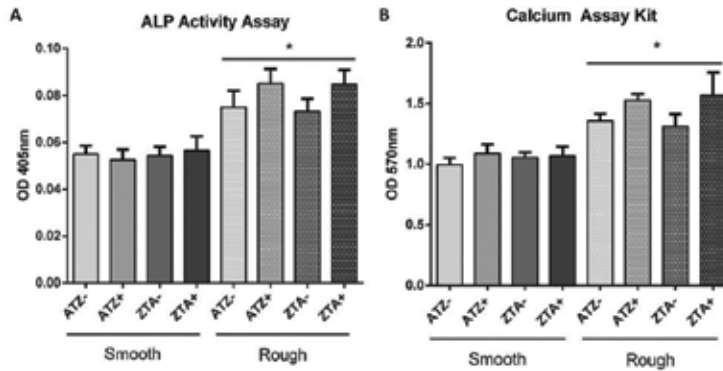 A
ALP Activity Assay
OD 405nm
0.10
0.08
0.06
0.04
0.02
0.00
*
ATZ- ATZ+ ZTA- ZTA+ ATZ- ATZ+ ZTA- ZTA+
Smooth Rough
B
Calcium Assay Kit
OD 570nm
2.0
1.5
1.0
0.5
0.0
*
ATZ- ATZ+ ZTA- ZTA+ ATZ- ATZ+ ZTA- ZTA+
Smooth Rough